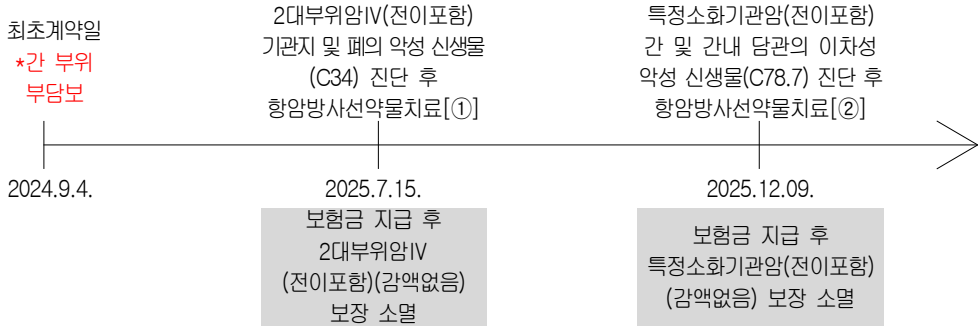 최초계약일
*간 부위
부담보
2대부위암Ⅳ(전이포함)
기관지 및 폐의 악성 신생물
(C34) 진단 후
항암방사선약물치료[①]
특정소화기관암(전이포함)
간 및 간내 담관의 이차성
악성 신생물(C78.7) 진단 후
항암방사선약물치료[②]
2024.9.4.
2025.7.15.
2025.12.09.
보험금 지급 후
2대부위암Ⅳ
(전이포함)(감액없음)
보장 소멸
보험금 지급 후
특정소화기관암(전이포함)
(감액없음) 보장 소멸